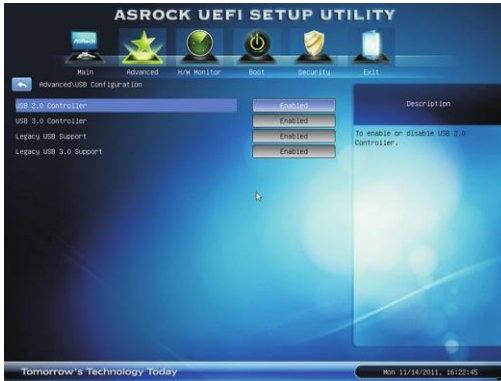 ASROCK UEFI SETUP UTILITY
ASRock
Main Advanced H/W Monitor Boot Security Exit
Advanced\USB Configuration
USB 2.0 Controller Enabled
USB 3.0 Controller Enabled
Legacy USB Support Enabled
Legacy USB 3.0 Support Enabled
Description
To enable or disable USB 2.0
Controller.
Tomorrow's Technology Today
Mon 11/14/2011, 16:22:45